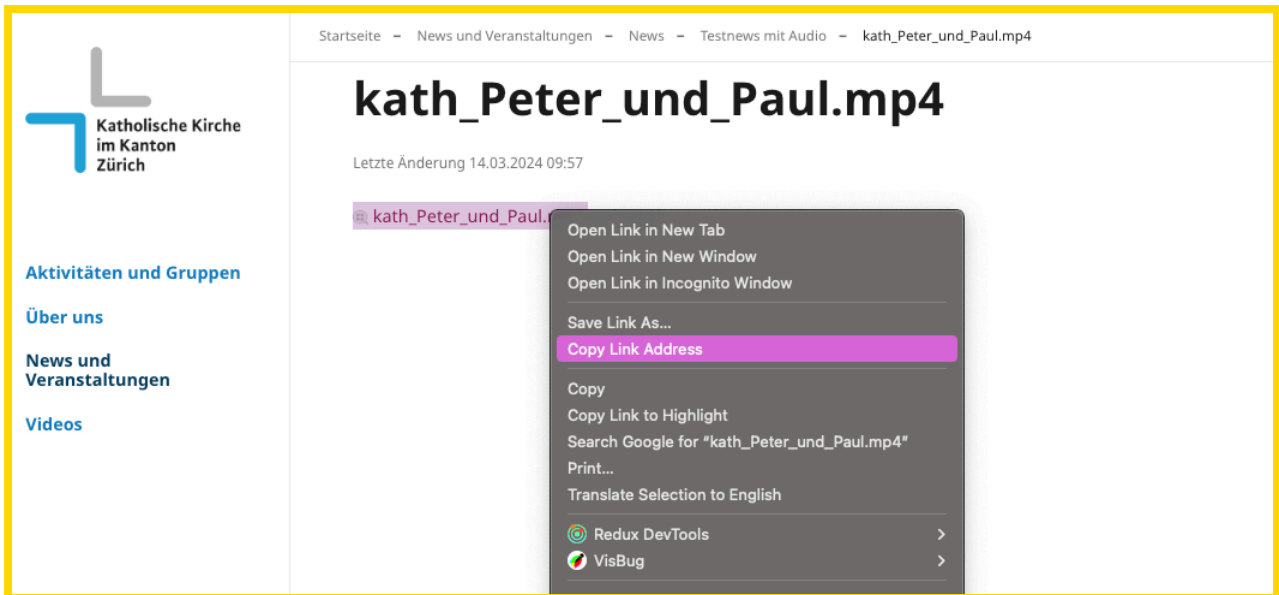 Startseite – News und Veranstaltungen – News – Testnews mit Audio – kath_Peter_und_Paul.mp4
kath_Peter_und_Paul.mp4
Katholische Kirche
im Kanton
Zürich
Letzte Änderung 14.03.2024 09:57
kath_Peter_und_Paul.
Aktivitäten und Gruppen
Über uns
News und
Veranstaltungen
Videos
Open Link in New Tab
Open Link in New Window
Open Link in Incognito Window
Save Link As...
Copy Link Address
Copy
Copy Link to Highlight
Search Google for “kath_Peter_und_Paul.mp4”
Print...
Translate Selection to English
Redux DevTools
VisBug